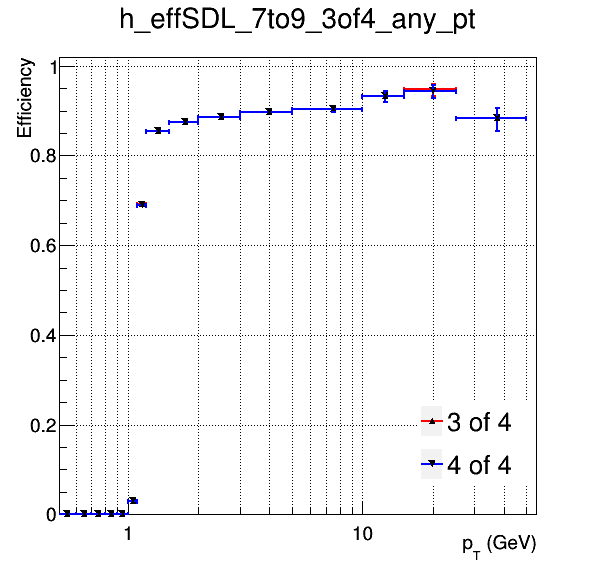 h_effSDL_7to9_3of4_any_pt
Efficiency
1
0.8
0.6
0.4
0.2
0
3 of 4
4 of 4
1
10
p_T (GeV)